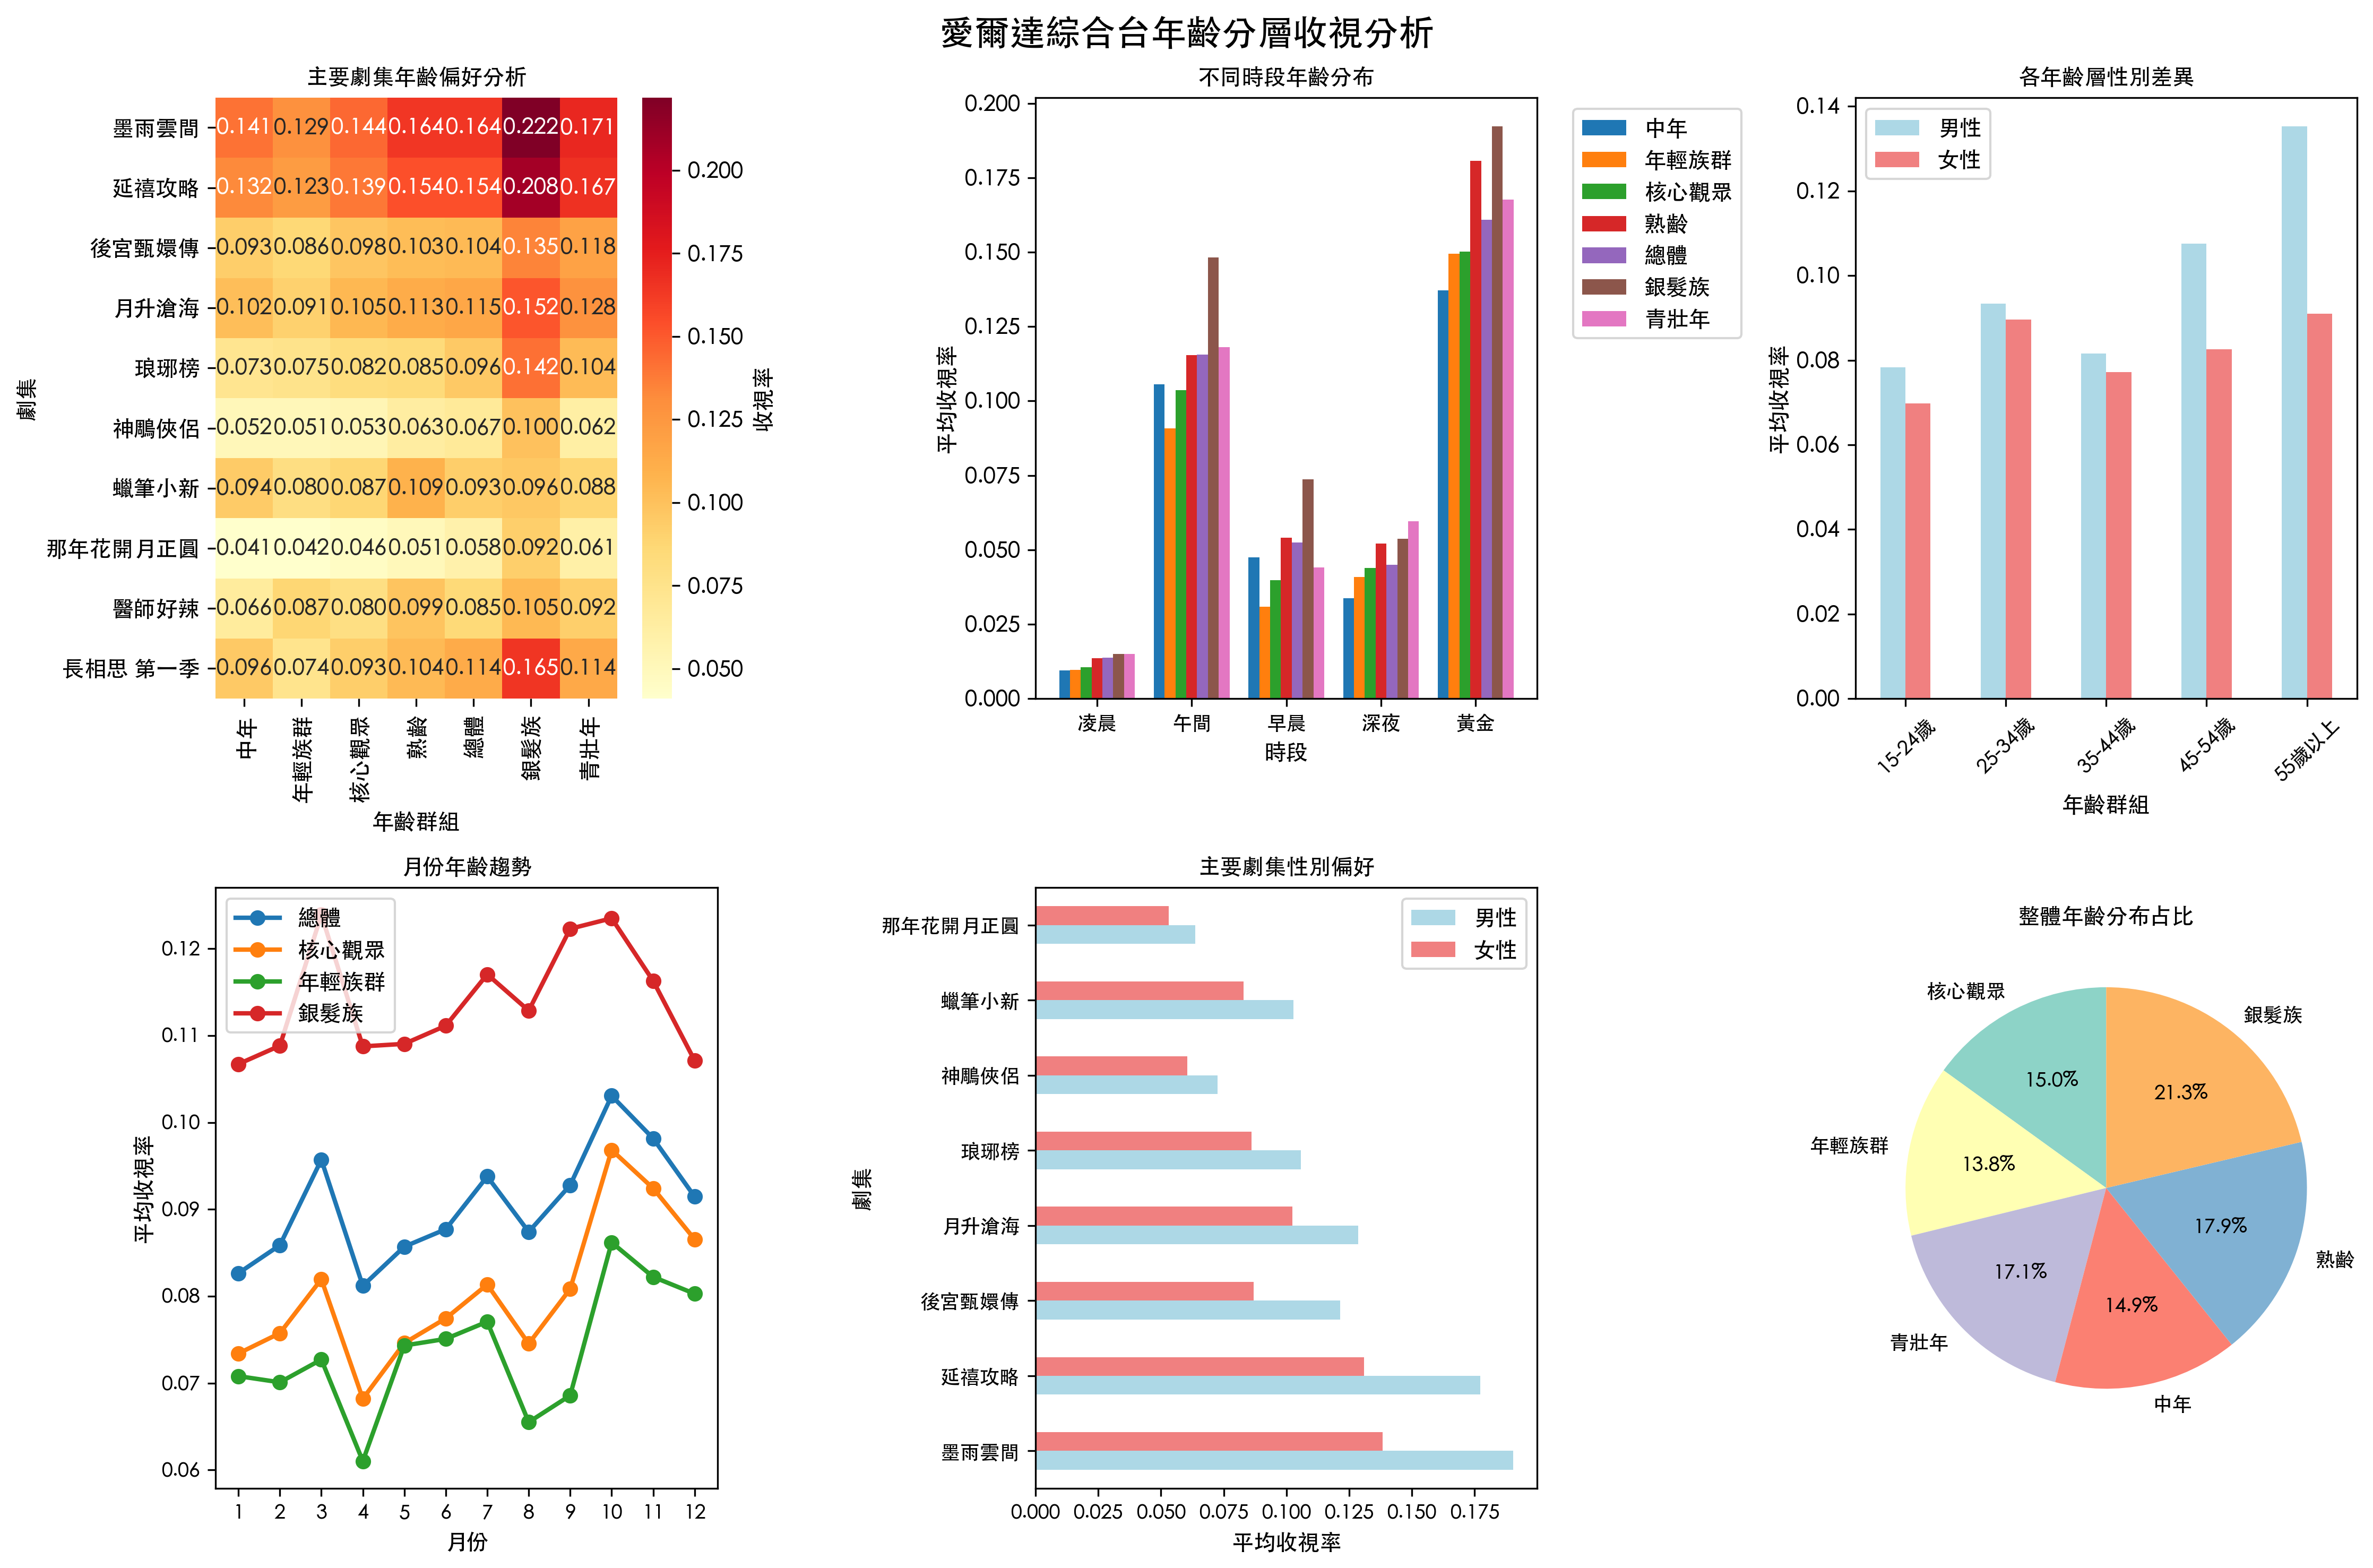 愛爾達綜合台年齡分層收視分析
主要劇集年齡偏好分析
劇集
墨雨雲間 0.141 0.129 0.144 0.164 0.164 0.222 0.171
延禧攻略 0.132 0.123 0.139 0.154 0.154 0.208 0.167
後宮甄嬛傳 0.093 0.086 0.098 0.103 0.104 0.135 0.118
月升滄海 0.102 0.091 0.105 0.113 0.115 0.152 0.128
琅琊榜 0.073 0.075 0.082 0.085 0.096 0.142 0.104
神鵰俠侶 0.052 0.051 0.053 0.063 0.067 0.100 0.062
蠟筆小新 0.094 0.080 0.087 0.109 0.093 0.096 0.088
那年花開月正圓 0.041 0.042 0.046 0.051 0.058 0.092 0.061
醫師好辣 0.066 0.087 0.080 0.099 0.085 0.105 0.092
長相思 第一季 0.096 0.074 0.093 0.104 0.114 0.165 0.114
中年 年輕族群 核心觀眾 熟齡 總體 銀髮族 青壯年
年齡群組
0.200
0.175
0.150
0.125
0.100
0.075
0.050
收視率
不同時段年齡分布
平均收視率
0.200
0.175
0.150
0.125
0.100
0.075
0.050
0.025
0.000
凌晨 午間 早晨 深夜 黃金
時段
中年
年輕族群
核心觀眾
熟齡
總體
銀髮族
青壯年
各年齡層性別差異
平均收視率
0.14
0.12
0.10
0.08
0.06
0.04
0.02
0.00
男性
女性
15-24歲 25-34歲 35-44歲 45-54歲 55歲以上
年齡群組
月份年齡趨勢
平均收視率
0.12
0.11
0.10
0.09
0.08
0.07
0.06
總體
核心觀眾
年輕族群
銀髮族
1 2 3 4 5 6 7 8 9 10 11 12
月份
主要劇集性別偏好
劇集
那年花開月正圓
蠟筆小新
神鵰俠侶
琅琊榜
月升滄海
後宮甄嬛傳
延禧攻略
墨雨雲間
男性
女性
0.000 0.025 0.050 0.075 0.100 0.125 0.150 0.175
平均收視率
整體年齡分布占比
核心觀眾
15.0%
銀髮族
21.3%
年輕族群
13.8%
熟齡
17.9%
青壯年
17.1%
中年
14.9%